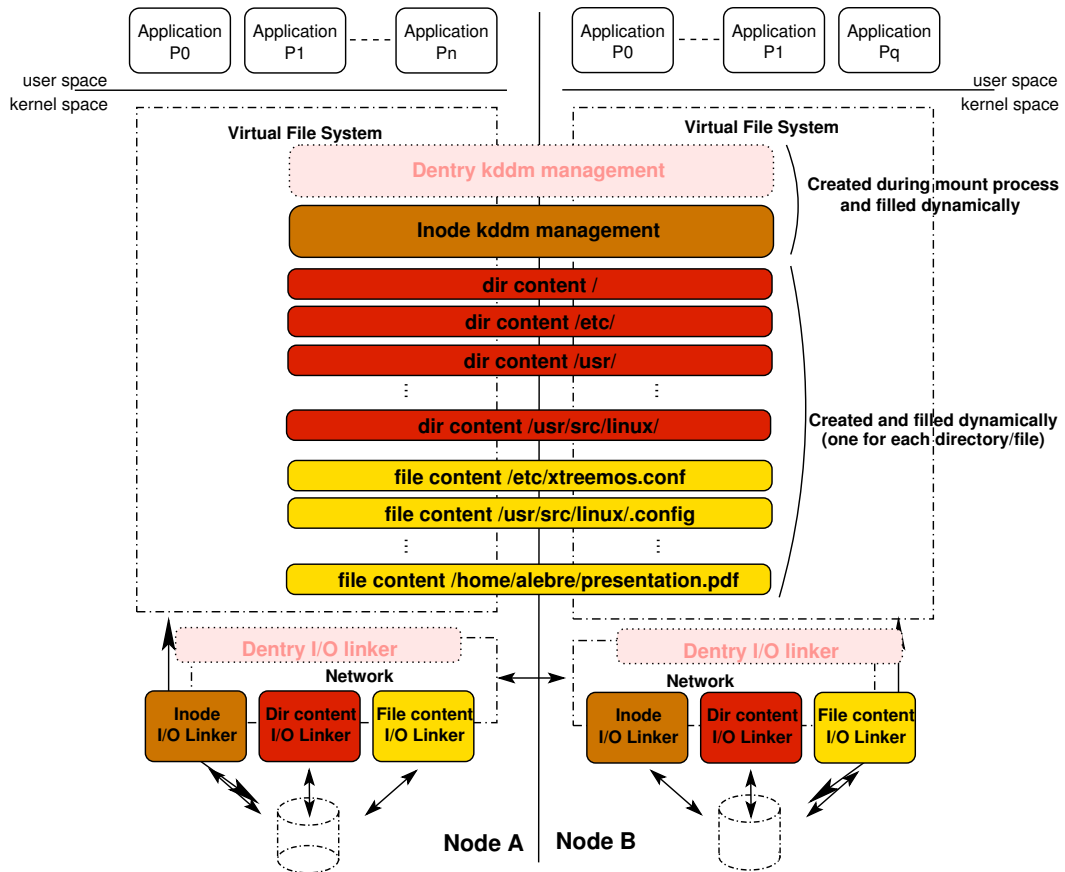 Application
P0
Application
P1
Application
Pn
Application
P0
Application
P1
Application
Pq
user space
kernel space
user space
kernel space
Virtual File System
Virtual File System
Dentry kddm management
Inode kddm management
Created during mount process
and filled dynamically
dir content /
dir content /etc/
dir content /usr/
...
...
dir content /usr/src/linux/
Created and filled dynamically
(one for each directory/file)
file content /etc/xtreemos.conf
file content /usr/src/linux/.config
...
...
file content /home/alebre/presentation.pdf
Dentry I/O linker
Network
Inode
I/O Linker
Dir content
I/O Linker
File content
I/O Linker
Dentry I/O linker
Network
Inode
I/O Linker
Dir content
I/O Linker
File content
I/O Linker
Node A
Node B